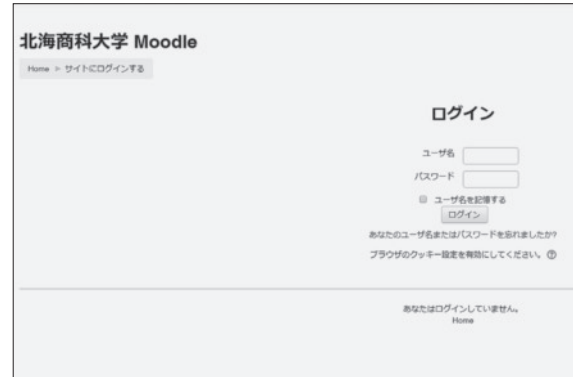 北海商科大学 Moodle
Home > サイトにログインする
ログイン
ユーザ名
パスワード
ユーザ名を記憶する
ログイン
あなたのユーザ名またはパスワードを忘れましたか?
ブラウザのクッキー設定を有効にしてください。 ?
あなたはログインしていません。
Home